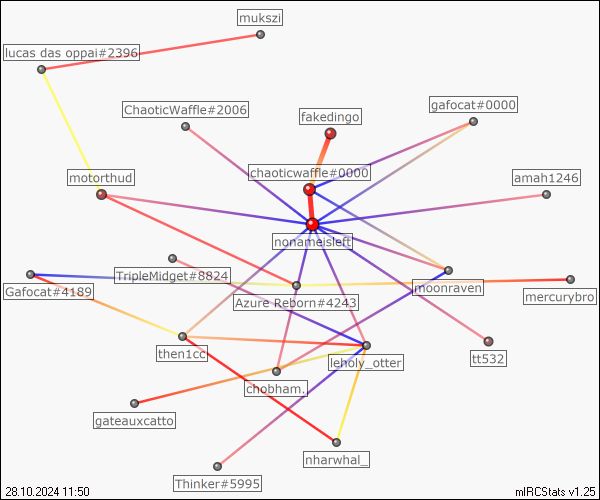 mukszi
lucas das oppai#2396
ChaoticWaffle#2006
gafocat#0000
fakedingo
chaoticwaffle#0000
motorthud
amah1246
nonameisleft
TripleMidget#8824
Gafocat#4189
Azure Reborn#4243
moonraven
mercurybro
then1cc
leholy_otter
tt532
chobham.
gateauxcatto
nharwhal_
Thinker#5995
28.10.2024 11:50
mIRCStats v1.25